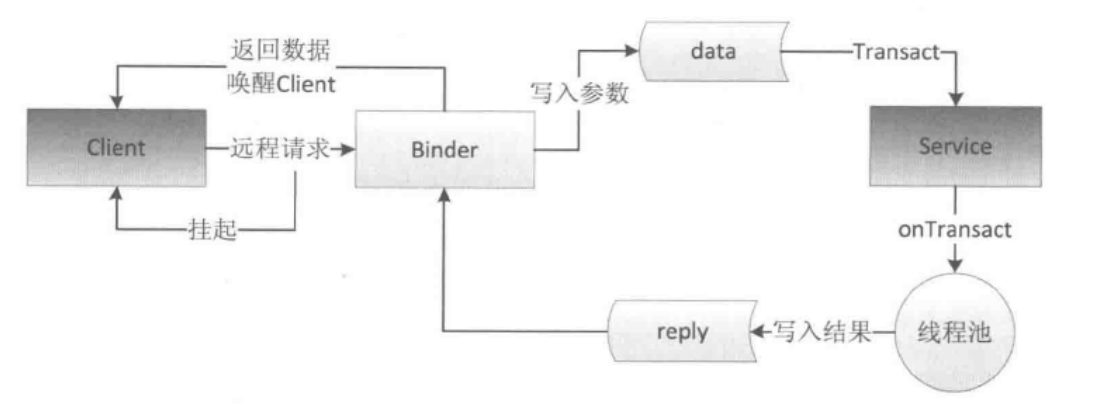 返回数据
唤醒Client
Client
远程请求
挂起
Binder
写入参数
data
Transact
Service
onTransact
线程池
写入结果
reply